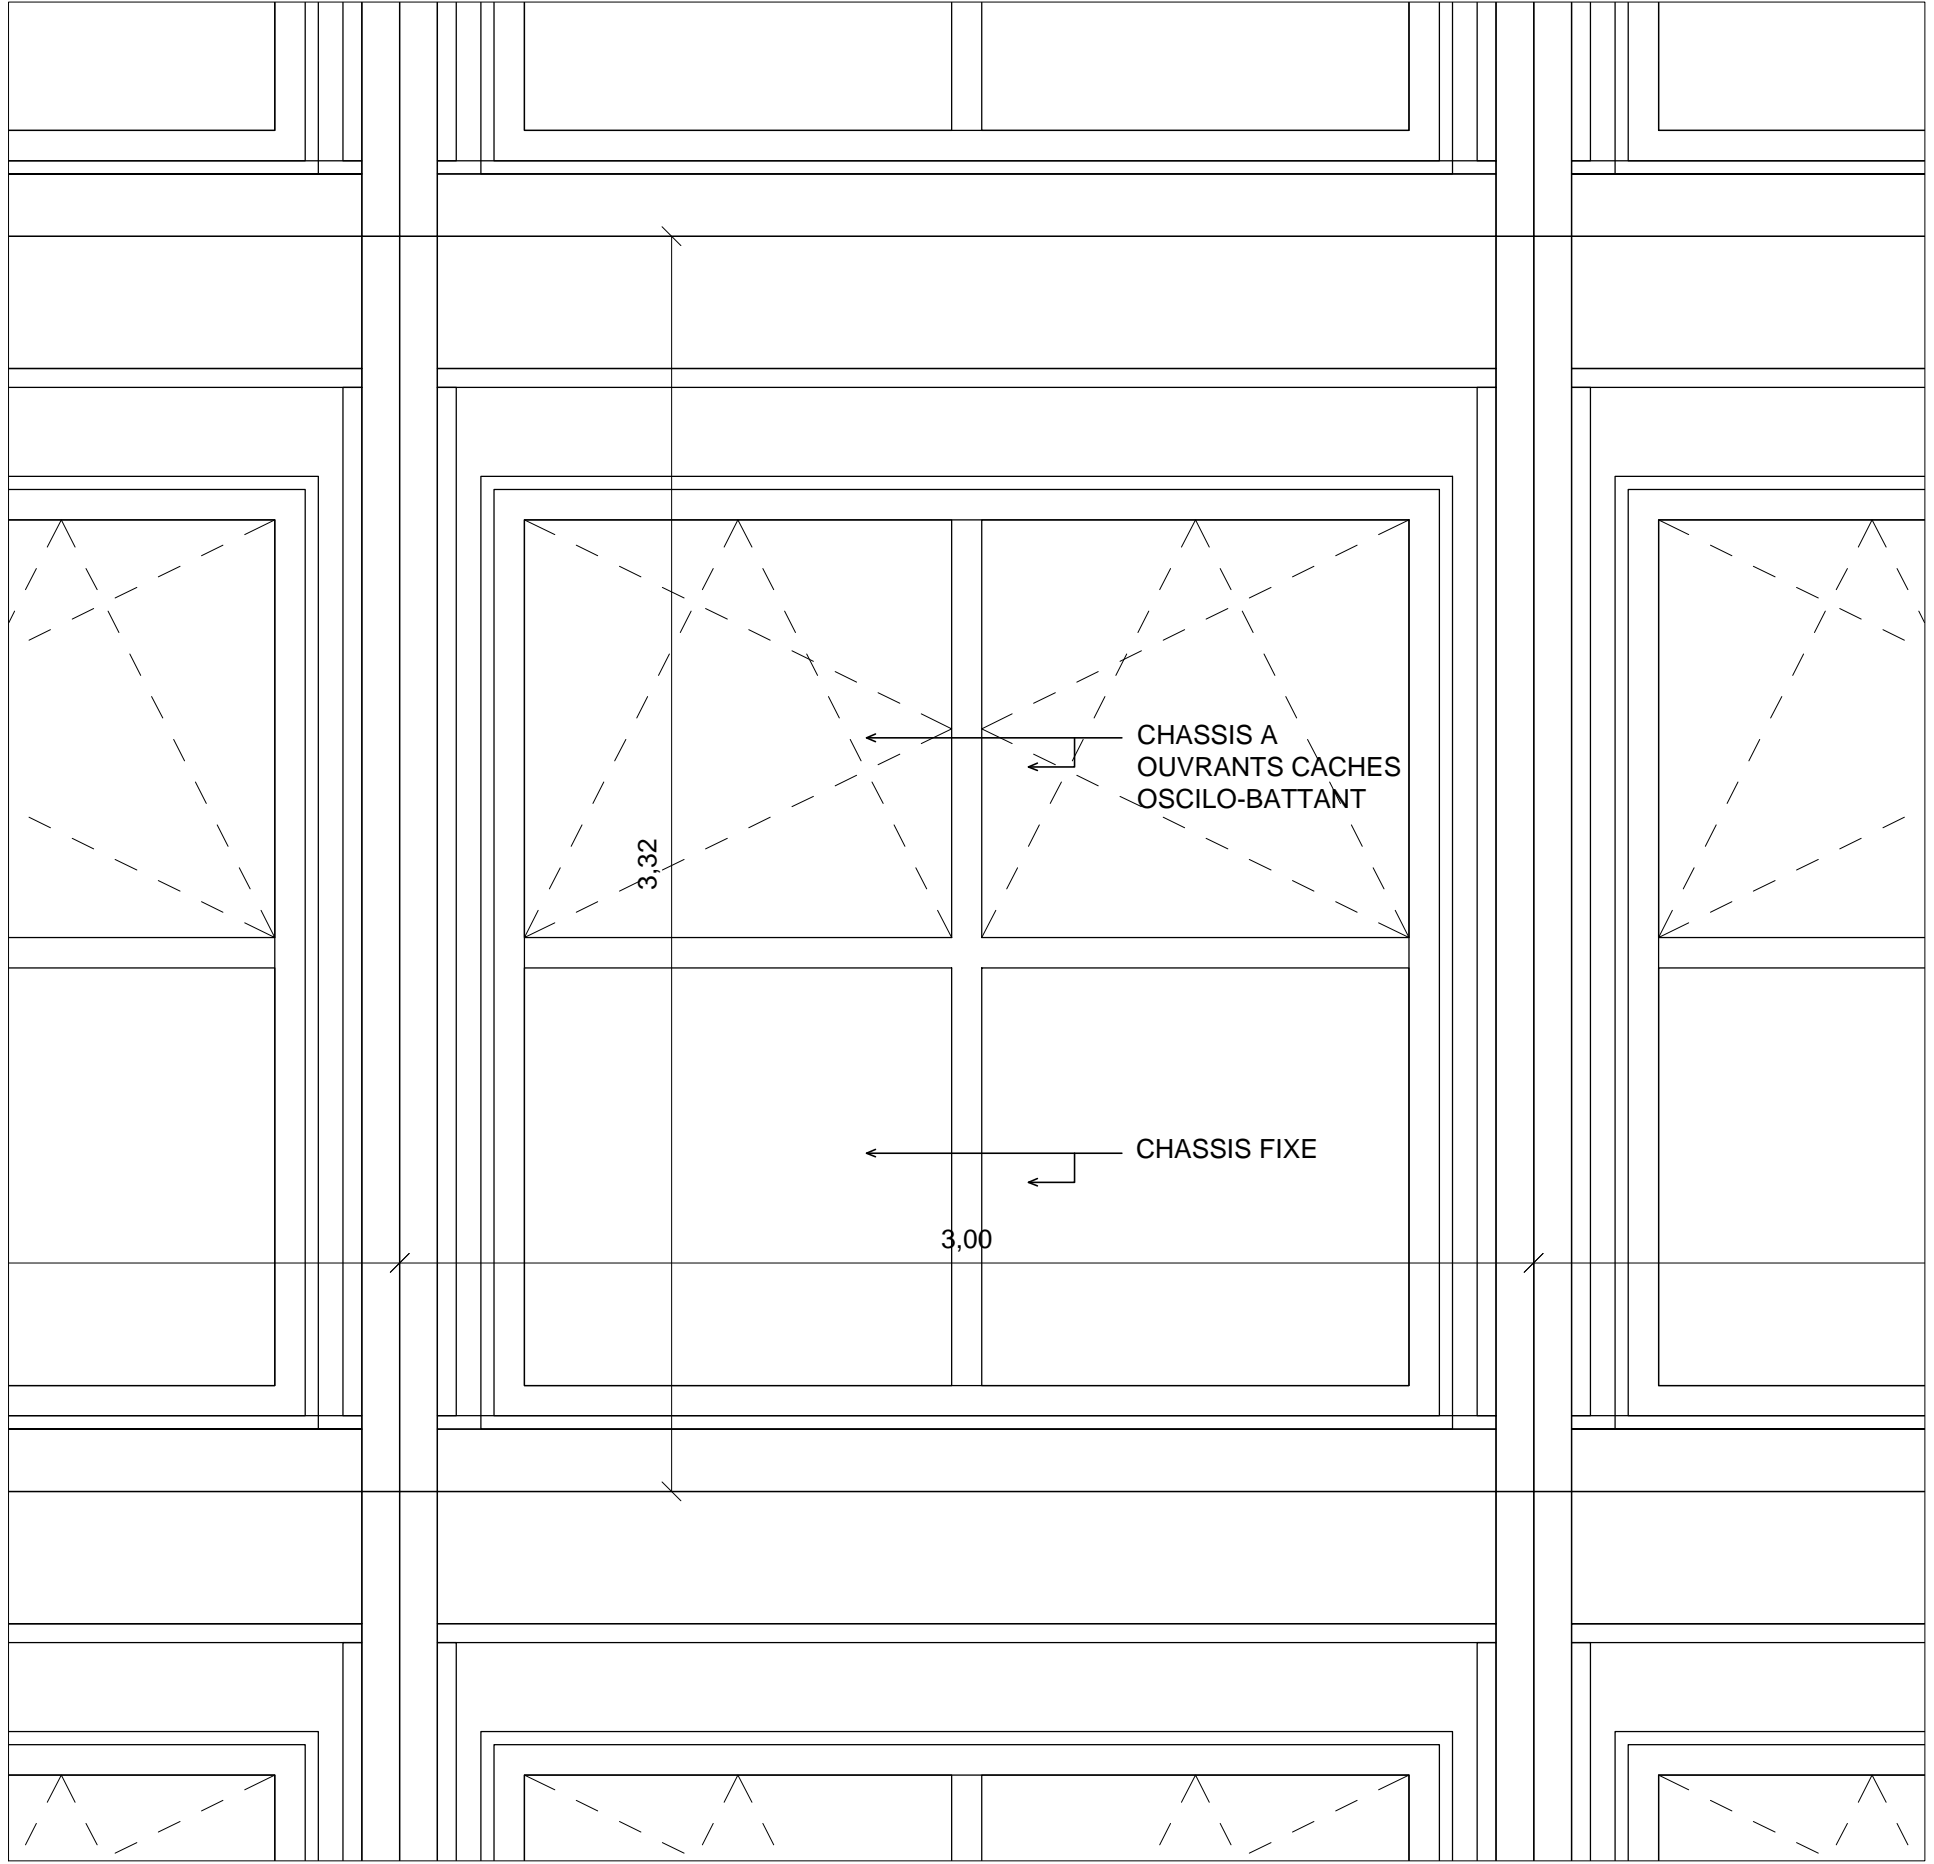 CHASSIS A
OUVRANTS CACHES
OSCILO-BATTANT
3,32
CHASSIS FIXE
3,00